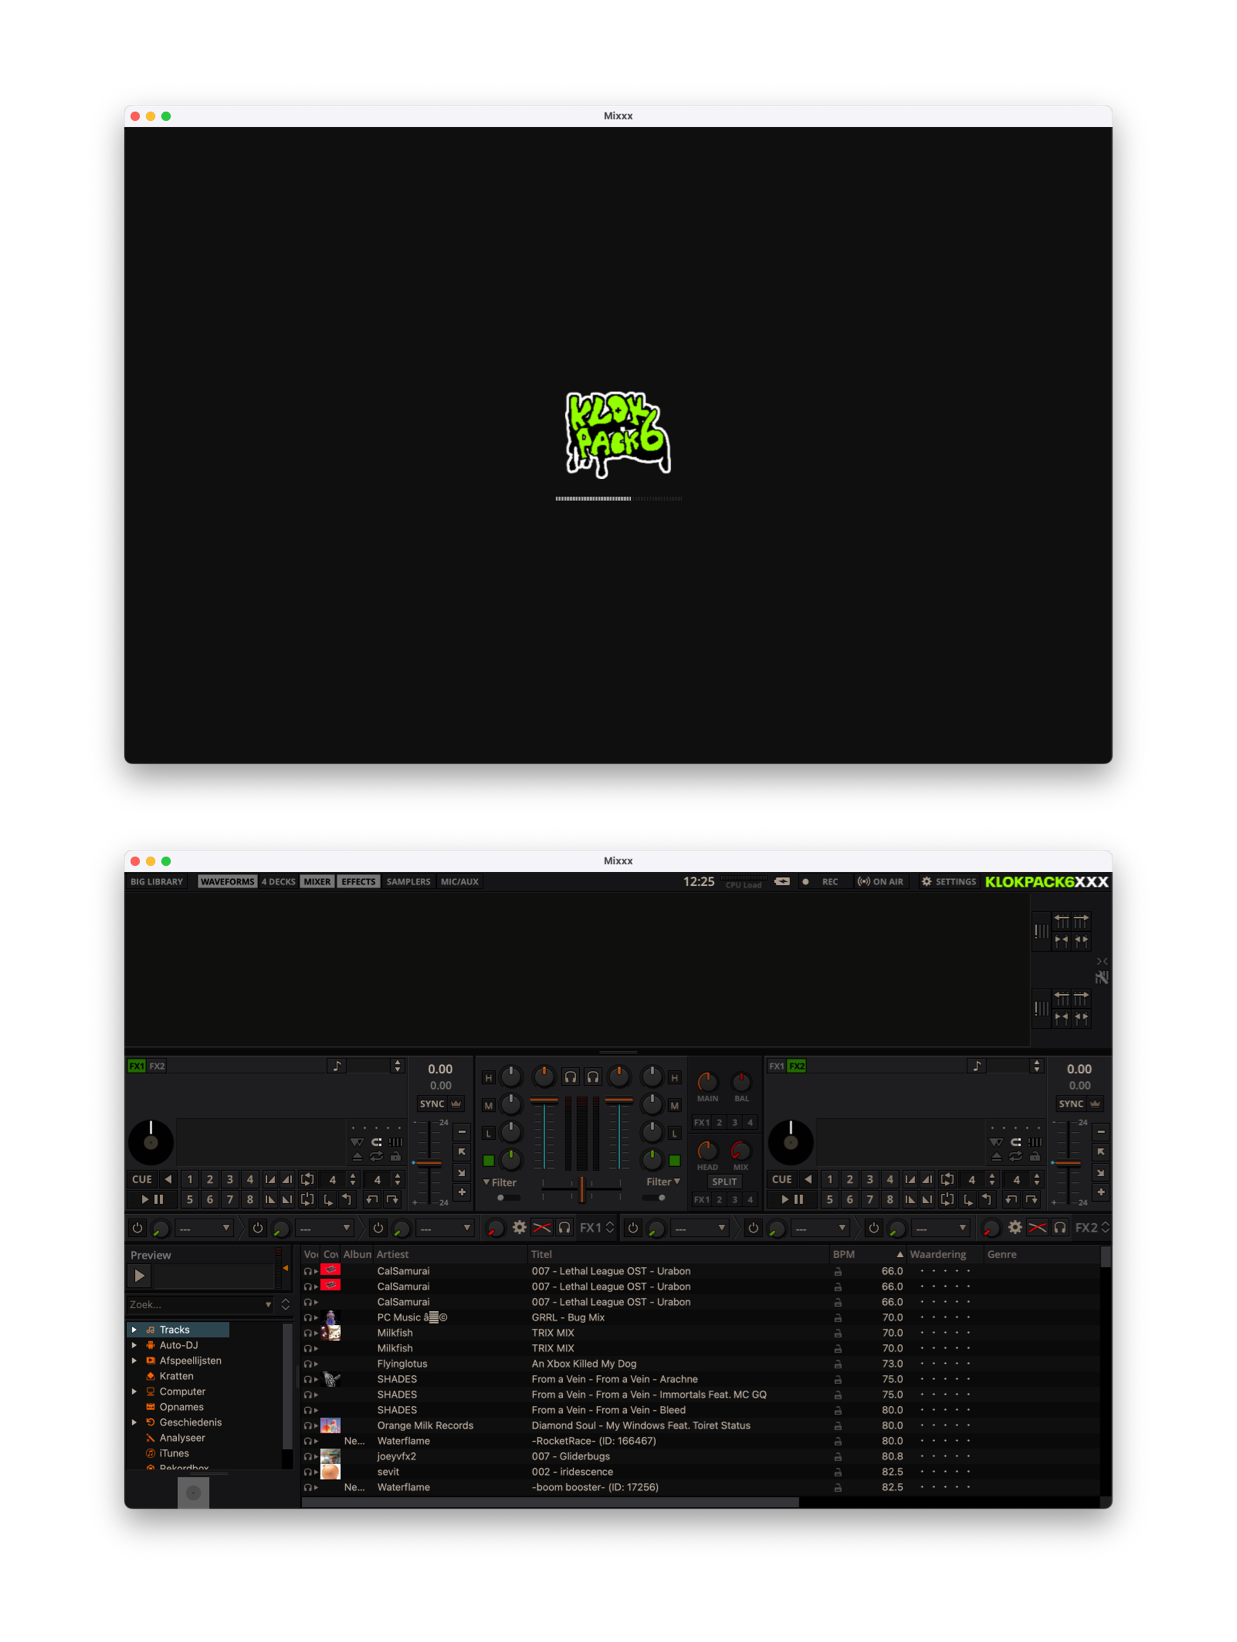 Mixxx
KLOK
PACK6
Mixxx
BIG LIBRARY WAVEFORMS 4 DECKS MIXER EFFECTS SAMPLERS MIC/AUX 12:25 CPU Load REC ON AIR SETTINGS KLOKPACK6XXX
FX1 FX2 0.00 0.00 SYNC 24 24
H H
M M
L L
Filter Filter
MAIN BAL
FX1 2 3 4
HEAD MIX
SPLIT
FX1 2 3 4
FX1 FX2 0.00 0.00 SYNC 24 24
CUE 1 2 3 4 4 4
5 6 7 8
CUE 1 2 3 4 4 4
5 6 7 8
--- --- --- FX1 --- --- --- FX2
Preview
Zoek...
Tracks
Auto-DJ
Afspeellijsten
Kratten
Computer
Opnames
Geschiedenis
Analyseer
iTunes
Rekordbox
Voo Cov Album Artiest Titel BPM Waardering Genre
CalSamurai 007 - Lethal League OST - Urabon 66.0
CalSamurai 007 - Lethal League OST - Urabon 66.0
CalSamurai 007 - Lethal League OST - Urabon 66.0
PC Music â© GRRL - Bug Mix 70.0
Milkfish TRIX MIX 70.0
Milkfish TRIX MIX 70.0
Flyinglotus An Xbox Killed My Dog 73.0
SHADES From a Vein - From a Vein - Arachne 75.0
SHADES From a Vein - From a Vein - Immortals Feat. MC GQ 75.0
SHADES From a Vein - From a Vein - Bleed 80.0
Orange Milk Records Diamond Soul - My Windows Feat. Toiret Status 80.0
Ne... Waterflame -RocketRace- (ID: 166467) 80.0
joeyvfx2 007 - Gliderbugs 80.8
sevit 002 - iridescence 82.5
Ne... Waterflame -boom booster- (ID: 17256) 82.5